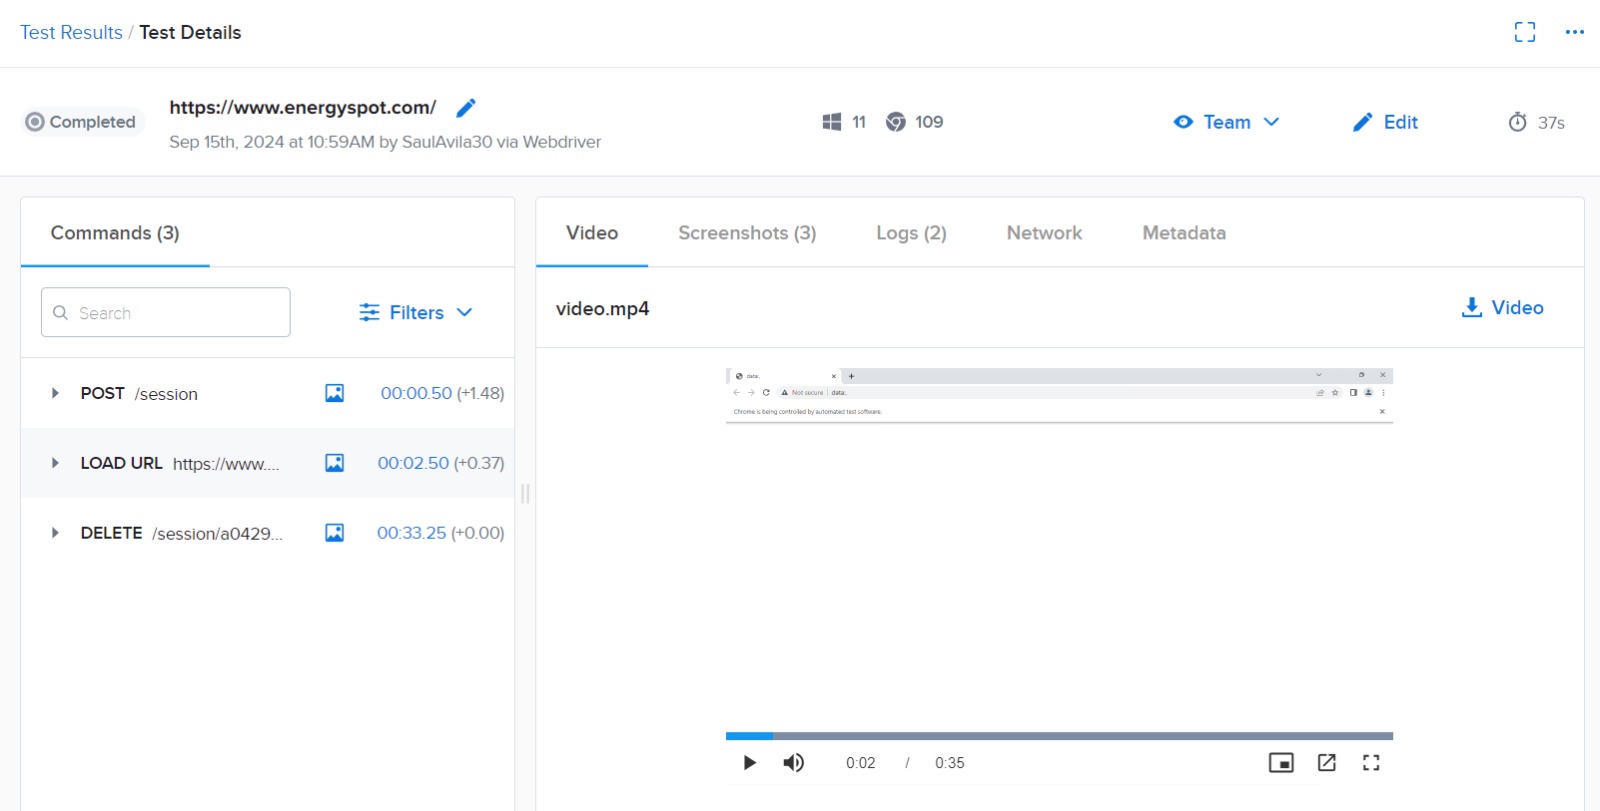 Test Results / Test Details
Completed
https://www.energyspot.com/
Sep 15th, 2024 at 10:59AM by SaulAvila30 via Webdriver
11
109
Team
Edit
37s
Commands (3)
Search
Filters
POST /session 00:00.50 (+1.48)
LOAD URL https://www.... 00:02.50 (+0.37)
DELETE /session/a0429... 00:33.25 (+0.00)
Video Screenshots (3) Logs (2) Network Metadata
video.mp4
Video
data:,
Not secure | data:,
Chrome is being controlled by automated test software.
0:02 / 0:35